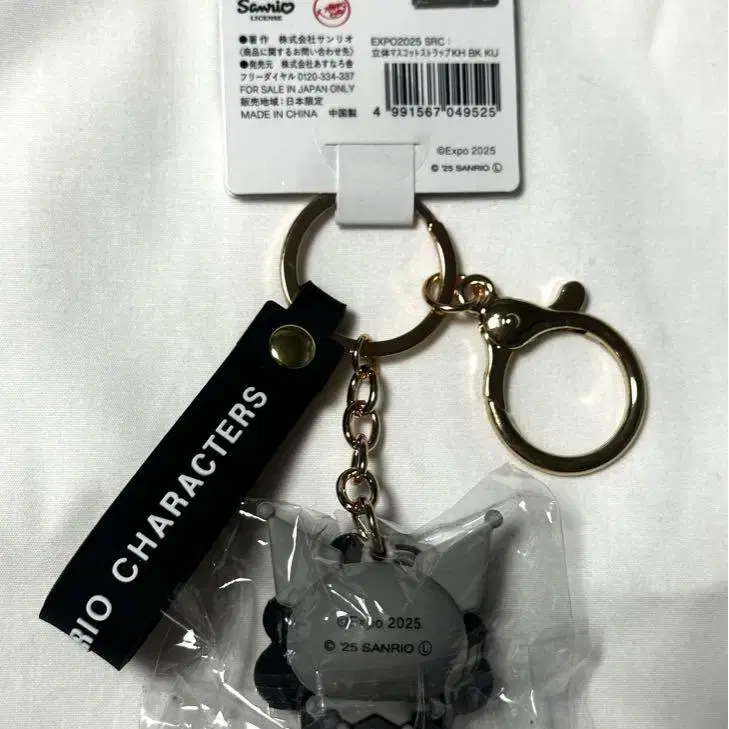 Sanrio
LICENSE
●著作 株式会社サンリオ
(商品に関するお問い合わせ先)
●発売元 株式会社あすなろ舎
フリーダイヤル 0120-334-337
FOR SALE IN JAPAN ONLY
販売地域:日本限定
MADE IN CHINA 中国製
EXPO2025 SRC:
立体マスコットストラップKH BK KU
4 991567 049525
©Expo 2025
© '25 SANRIO Ⓛ
RIO CHARACTERS
©Expo 2025
© '25 SANRIO Ⓛ